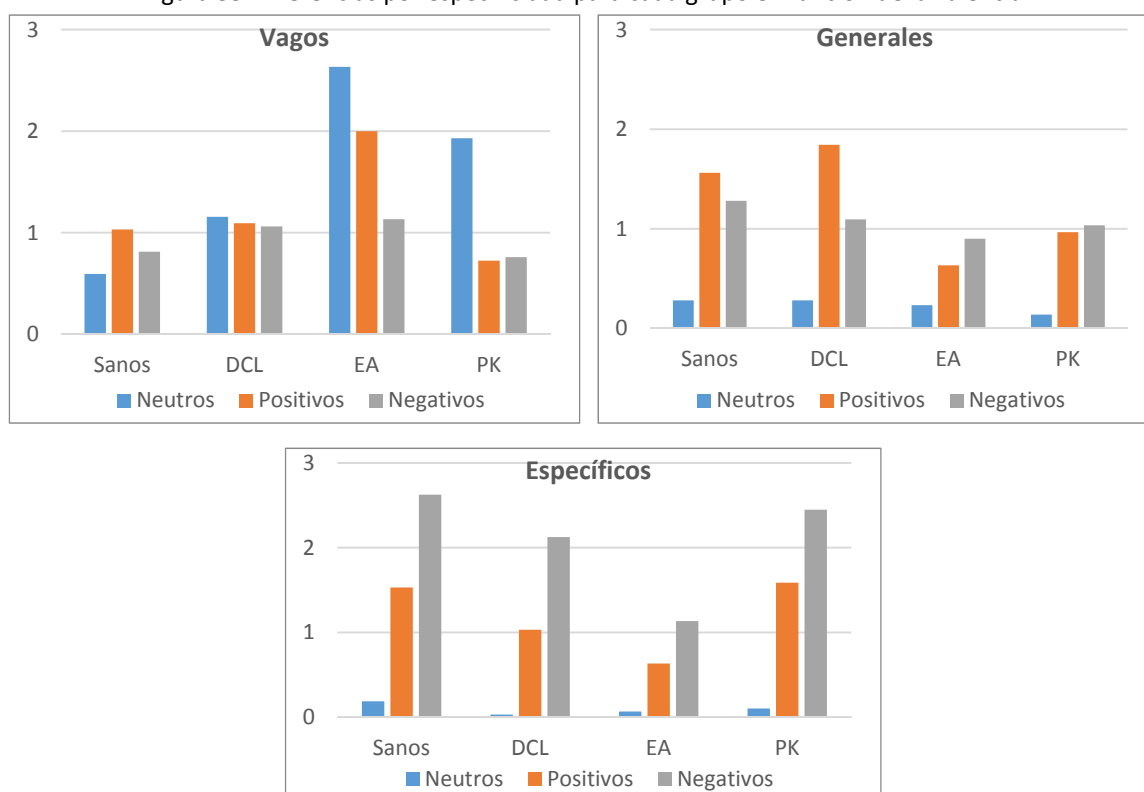 Vagos
3
2
1
0
Sanos DCL EA PK
Neutros Positivos Negativos
Generales
3
2
1
0
Sanos DCL EA PK
Neutros Positivos Negativos
Específicos
3
2
1
0
Sanos DCL EA PK
Neutros Positivos Negativos